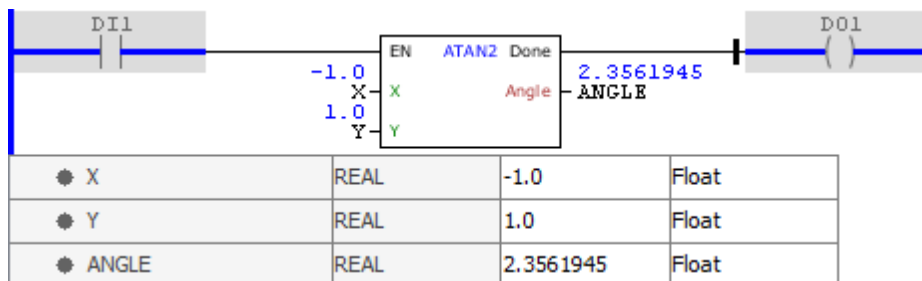 DI1
DO1
EN ATAN2 Done
-1.0
2.3561945
X X Angle ANGLE
1.0
Y Y
X REAL -1.0 Float
Y REAL 1.0 Float
ANGLE REAL 2.3561945 Float